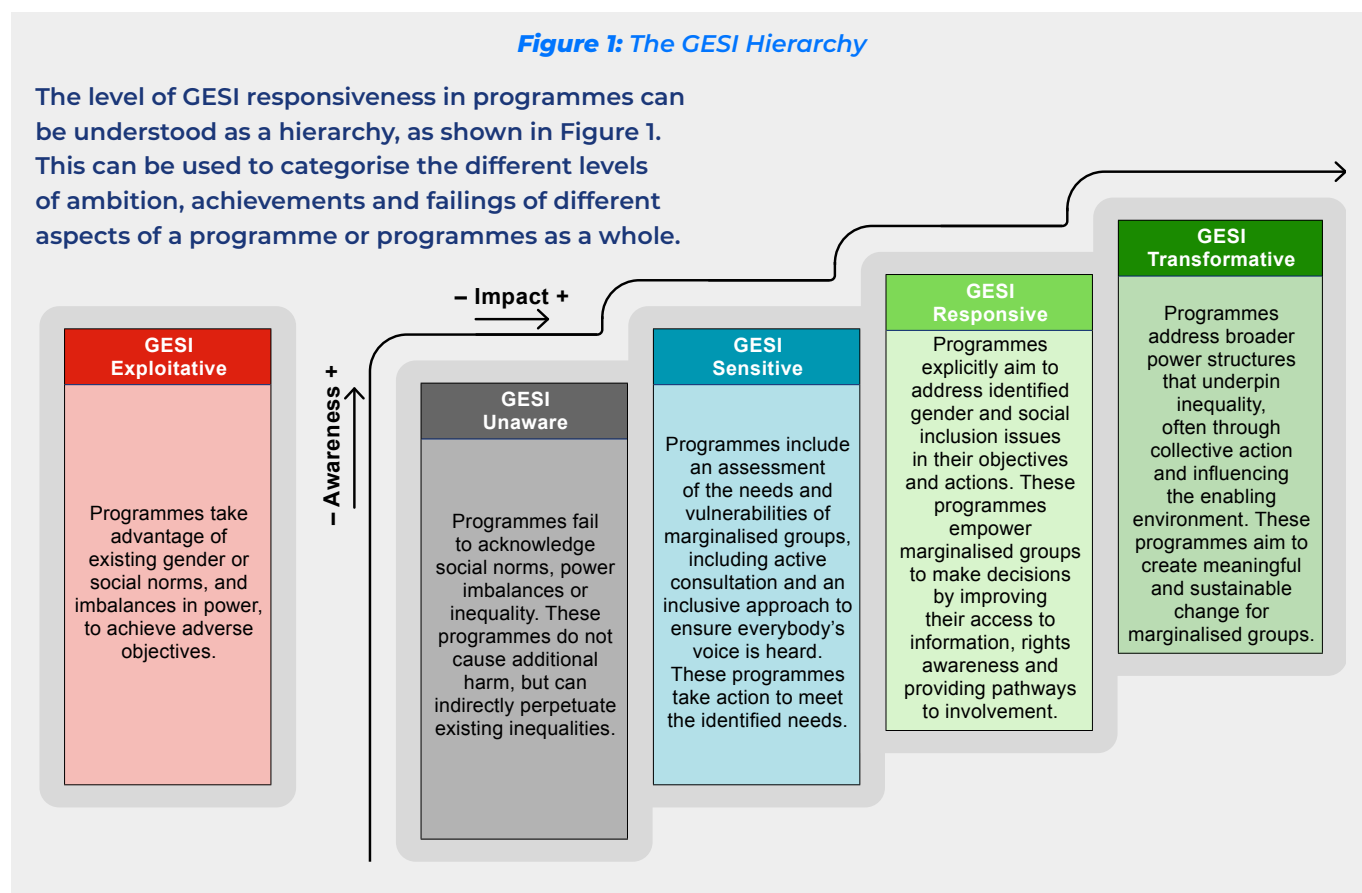 Figure 1: The GESI Hierarchy
The level of GESI responsiveness in programmes can
be understood as a hierarchy, as shown in Figure 1.
This can be used to categorise the different levels
of ambition, achievements and failings of different
aspects of a programme or programmes as a whole.
– Impact +
– Awareness +
GESI
Exploitative
Programmes take
advantage of
existing gender or
social norms, and
imbalances in power,
to achieve adverse
objectives.
GESI
Unaware
Programmes fail
to acknowledge
social norms, power
imbalances or
inequality. These
programmes do not
cause additional
harm, but can
indirectly perpetuate
existing inequalities.
GESI
Sensitive
Programmes include
an assessment
of the needs and
vulnerabilities of
marginalised groups,
including active
consultation and an
inclusive approach to
ensure everybody’s
voice is heard.
These programmes
take action to meet
the identified needs.
GESI
Responsive
Programmes
explicitly aim to
address identified
gender and social
inclusion issues
in their objectives
and actions. These
programmes
empower
marginalised groups
to make decisions
by improving
their access to
information, rights
awareness and
providing pathways
to involvement.
GESI
Transformative
Programmes
address broader
power structures
that underpin
inequality,
often through
collective action
and influencing
the enabling
environment. These
programmes aim to
create meaningful
and sustainable
change for
marginalised groups.